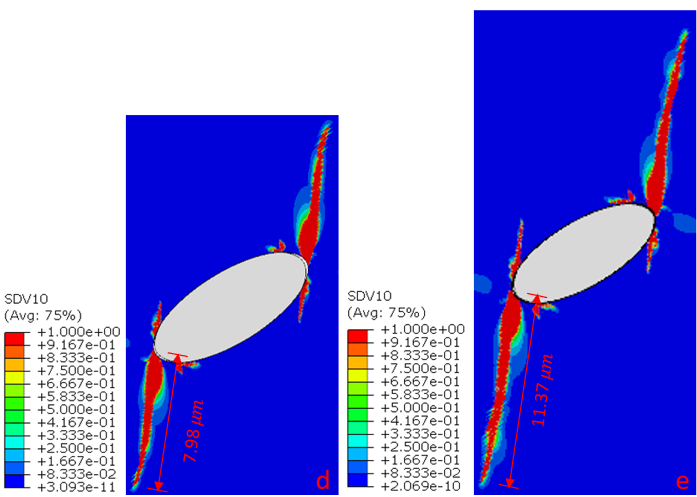 SDV10
(Avg: 75%)
+1.000e+00
+9.167e-01
+8.333e-01
+7.500e-01
+6.667e-01
+5.833e-01
+5.000e-01
+4.167e-01
+3.333e-01
+2.500e-01
+1.667e-01
+8.333e-02
+3.093e-11
7.98 μm
d
SDV10
(Avg: 75%)
+1.000e+00
+9.167e-01
+8.333e-01
+7.500e-01
+6.667e-01
+5.833e-01
+5.000e-01
+4.167e-01
+3.333e-01
+2.500e-01
+1.667e-01
+8.333e-02
+2.069e-10
11.37 μm
e